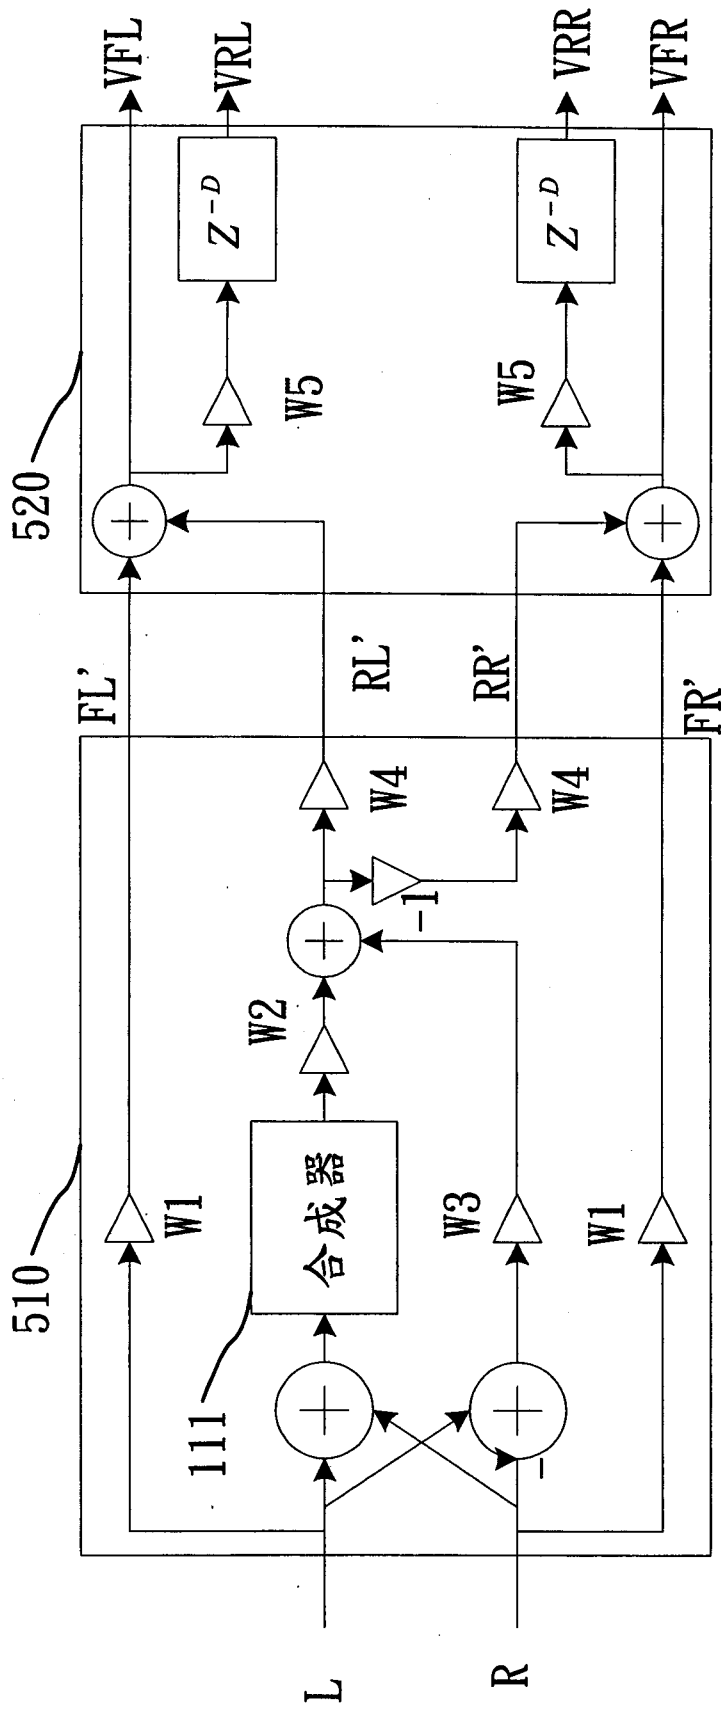 510
520
111
L
R
W1
合成器
W2
W3
W1
-
-1
W4
W4
FL'
RL'
RR'
FR'
W5
W5
Z^-D
Z^-D
VFL
VRL
VRR
VFR